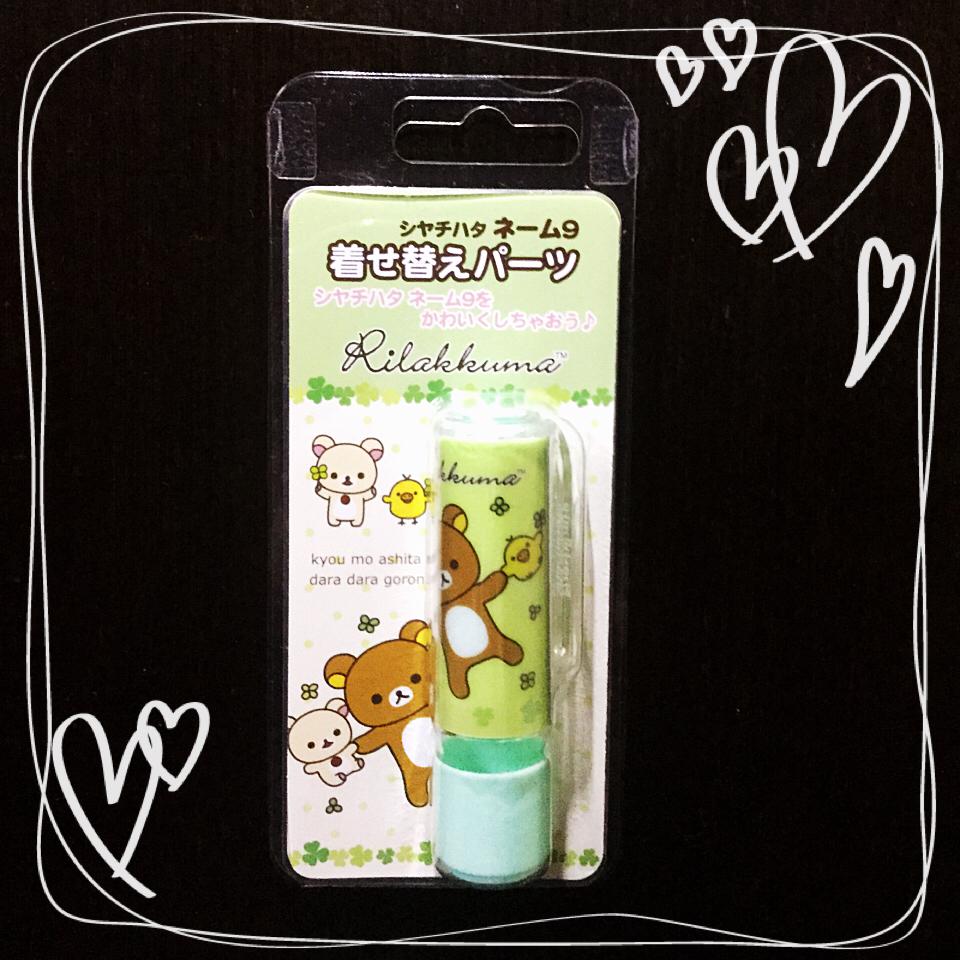 シヤチハタ ネーム9
着せ替えパーツ
シヤチハタ ネーム9を
かわいくしちゃおう♪
Rilakkuma™
kkuma™
kyou mo ashita
dara dara goron